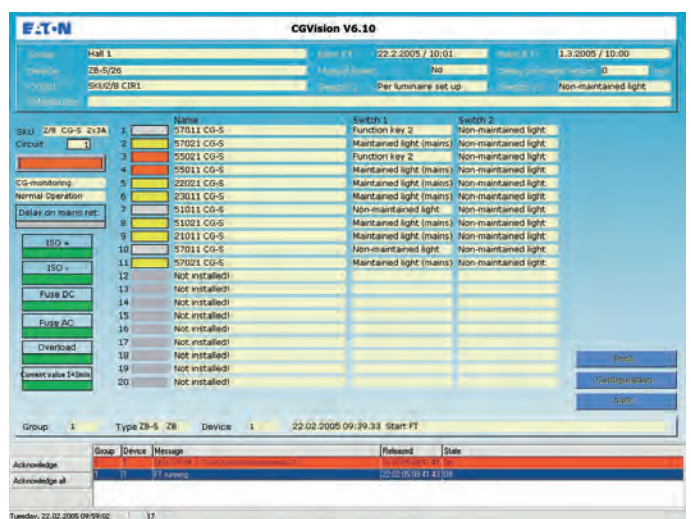 EATON
CGVision V6.10
Hall 1
22.2.2005 / 10:01
1.3.2005 / 10:00
Device
ZB-S/26
No
0
SKU2/8 CIR1
Per luminaire set up
Non-maintained light
Name Switch 1 Switch 2
SKU 2/8 CG-S 2x3A
Circuit 1
1 57011 CG-S Function key 2 Non-maintained light
2 57021 CG-S Maintained light (mains) Non-maintained light
3 55021 CG-S Function key 2 Non-maintained light
4 55011 CG-S Maintained light (mains) Non-maintained light
5 22021 CG-S Maintained light (mains) Non-maintained light
6 23011 CG-S Maintained light (mains) Non-maintained light
7 51011 CG-S Non-maintained light Non-maintained light
8 51021 CG-S Maintained light (mains) Non-maintained light
9 21011 CG-S Maintained light (mains) Non-maintained light
10 57011 CG-S Non-maintained light Non-maintained light
11 57021 CG-S Maintained light (mains) Non-maintained light
12 Not installed!
13 Not installed!
14 Not installed!
15 Not installed!
16 Not installed!
17 Not installed!
18 Not installed!
19 Not installed!
20 Not installed!
CG-monitoring
Normal Operation
Delay on mains ret.
ISO +
ISO -
Fuse DC
Fuse AC
Overload
Current value
Print
Configuration
back
Group 1 Type ZB-S ZB Device 1 22.02.2005 09:39.33 Start FT
Group Device Message Released State
Acknowledge
Acknowledge all
1 1 FT running 22.02.05 09:41:43 Off
Tuesday, 22.02.2005 09:59:02 17